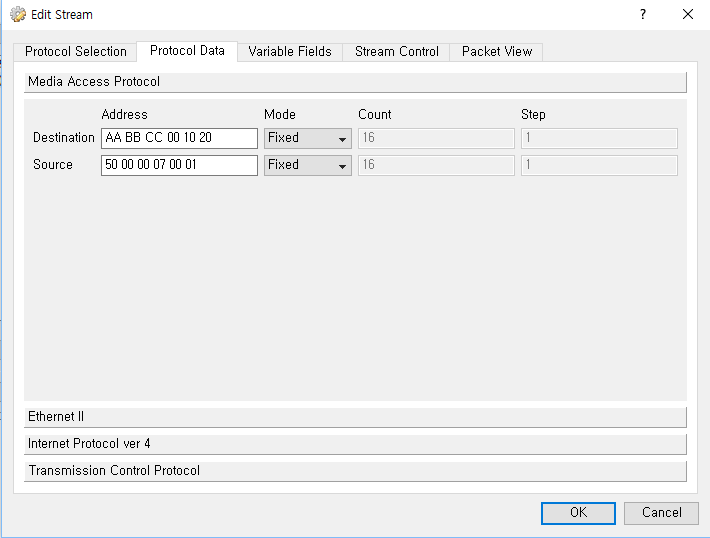 Edit Stream ?
Protocol Selection Protocol Data Variable Fields Stream Control Packet View
Media Access Protocol
Address Mode Count Step
Destination AA BB CC 00 10 20 Fixed 16 1
Source 50 00 00 07 00 01 Fixed 16 1
Ethernet II
Internet Protocol ver 4
Transmission Control Protocol
OK Cancel